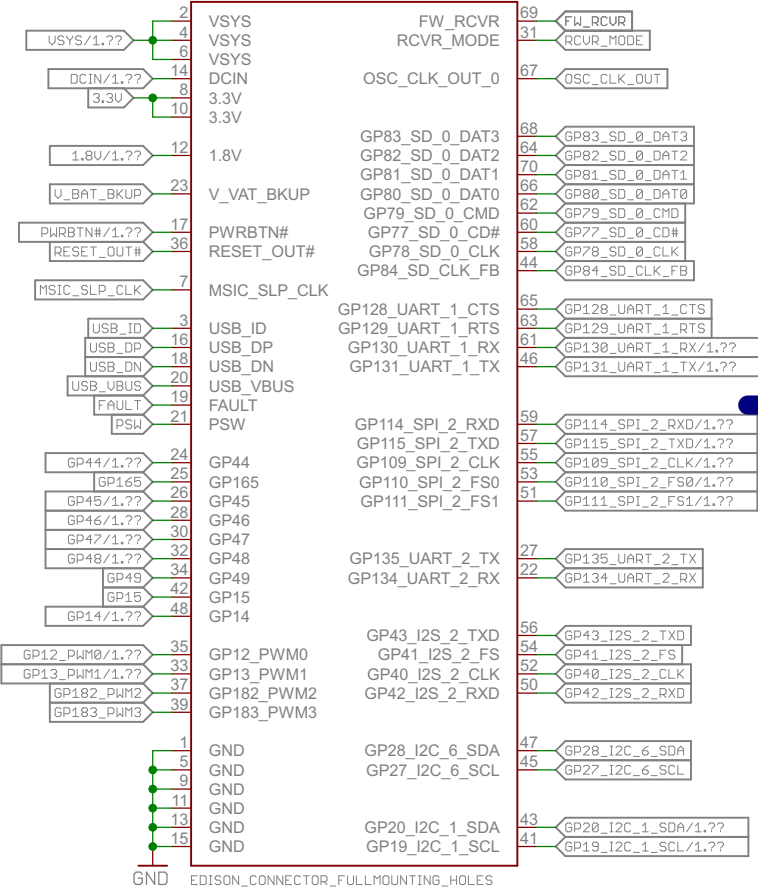 2 VSYS FW_RCVR 69 FW_RCVR
VSYS/1.?? 4 VSYS RCVR_MODE 31 RCVR_MODE
6 VSYS
DCIN/1.?? 14 DCIN OSC_CLK_OUT_0 67 OSC_CLK_OUT
3.3V 8 3.3V
10 3.3V
GP83_SD_0_DAT3 68 GP83_SD_0_DAT3
1.8V/1.?? 12 1.8V GP82_SD_0_DAT2 64 GP82_SD_0_DAT2
GP81_SD_0_DAT1 70 GP81_SD_0_DAT1
V_BAT_BKUP 23 V_VAT_BKUP GP80_SD_0_DAT0 66 GP80_SD_0_DAT0
GP79_SD_0_CMD 62 GP79_SD_0_CMD
PWRBTN#/1.?? 17 PWRBTN# GP77_SD_0_CD# 60 GP77_SD_0_CD#
RESET_OUT# 36 RESET_OUT# GP78_SD_0_CLK 58 GP78_SD_0_CLK
GP84_SD_CLK_FB 44 GP84_SD_CLK_FB
MSIC_SLP_CLK 7 MSIC_SLP_CLK
GP128_UART_1_CTS 65 GP128_UART_1_CTS
USB_ID 3 USB_ID GP129_UART_1_RTS 63 GP129_UART_1_RTS
USB_DP 16 USB_DP GP130_UART_1_RX 61 GP130_UART_1_RX/1.??
USB_DN 18 USB_DN GP131_UART_1_TX 46 GP131_UART_1_TX/1.??
USB_VBUS 20 USB_VBUS
FAULT 19 FAULT
PSW 21 PSW GP114_SPI_2_RXD 59 GP114_SPI_2_RXD/1.??
GP115_SPI_2_TXD 57 GP115_SPI_2_TXD/1.??
GP44/1.?? 24 GP44 GP109_SPI_2_CLK 55 GP109_SPI_2_CLK/1.??
GP165 25 GP165 GP110_SPI_2_FS0 53 GP110_SPI_2_FS0/1.??
GP45/1.?? 26 GP45 GP111_SPI_2_FS1 51 GP111_SPI_2_FS1/1.??
GP46/1.?? 28 GP46
GP47/1.?? 30 GP47
GP48/1.?? 32 GP48 GP135_UART_2_TX 27 GP135_UART_2_TX
GP49 34 GP49 GP134_UART_2_RX 22 GP134_UART_2_RX
GP15 42 GP15
GP14/1.?? 48 GP14
GP43_I2S_2_TXD 56 GP43_I2S_2_TXD
GP12_PWM0/1.?? 35 GP12_PWM0 GP41_I2S_2_FS 54 GP41_I2S_2_FS
GP13_PWM1/1.?? 33 GP13_PWM1 GP40_I2S_2_CLK 52 GP40_I2S_2_CLK
GP182_PWM2 37 GP182_PWM2 GP42_I2S_2_RXD 50 GP42_I2S_2_RXD
GP183_PWM3 39 GP183_PWM3
1 GND GP28_I2C_6_SDA 47 GP28_I2C_6_SDA
5 GND GP27_I2C_6_SCL 45 GP27_I2C_6_SCL
9 GND
11 GND
13 GND GP20_I2C_1_SDA 43 GP20_I2C_1_SDA/1.??
15 GND GP19_I2C_1_SCL 41 GP19_I2C_1_SCL/1.??
GND EDISON_CONNECTOR_FULLMOUNTING_HOLES